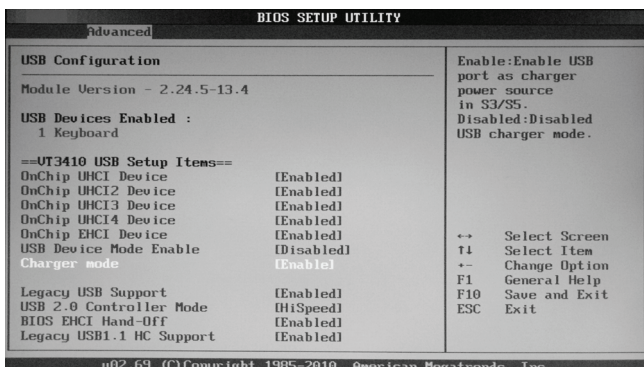 BIOS SETUP UTILITY
Advanced
USB Configuration
Module Version - 2.24.5-13.4
USB Devices Enabled :
1 Keyboard
==VT3410 USB Setup Items==
OnChip UHCI Device [Enabled]
OnChip UHCI2 Device [Enabled]
OnChip UHCI3 Device [Enabled]
OnChip UHCI4 Device [Enabled]
OnChip EHCI Device [Enabled]
USB Device Mode Enable [Disabled]
Charger mode [Enable]
Legacy USB Support [Enabled]
USB 2.0 Controller Mode [HiSpeed]
BIOS EHCI Hand-Off [Enabled]
Legacy USB1.1 HC Support [Enabled]
Enable:Enable USB
port as charger
power source
in S3/S5.
Disabled:Disabled
USB charger mode.
↔ Select Screen
↑↓ Select Item
+- Change Option
F1 General Help
F10 Save and Exit
ESC Exit
v02.69 (C)Copyright 1985-2010, American Megatrends, Inc.